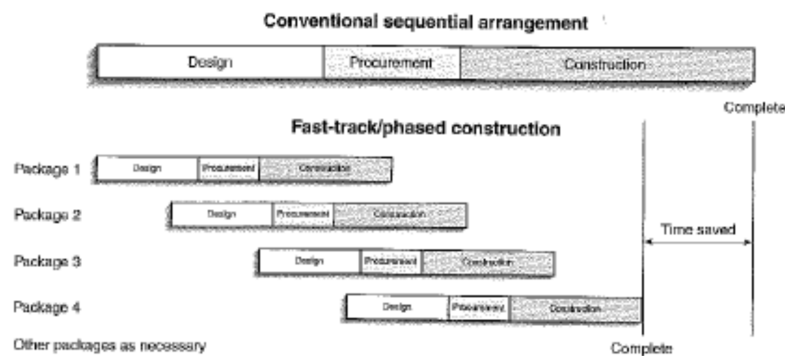 Conventional sequential arrangement
Design Procurement Construction
Complete
Fast-track/phased construction
Package 1 Design Procurement Construction
Package 2 Design Procurement Construction
Package 3 Design Procurement Construction
Time saved
Package 4 Design Procurement Construction
Other packages as necessary
Complete